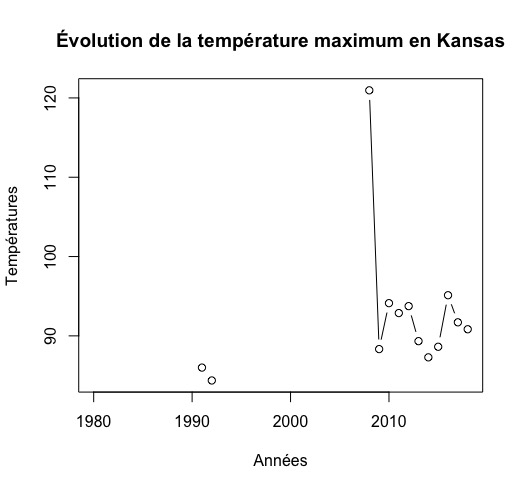 Évolution de la température maximum en Kansas
Températures
120
110
100
90
1980 1990 2000 2010
Années